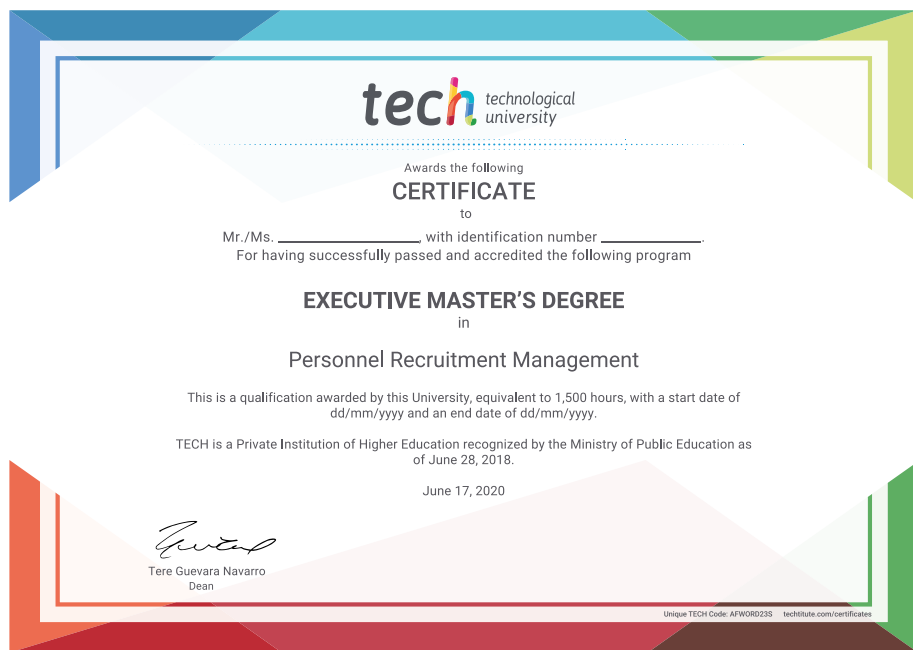 tech technological
university
Awards the following
CERTIFICATE
to
Mr./Ms. ____________________, with identification number ______________.
For having successfully passed and accredited the following program
EXECUTIVE MASTER’S DEGREE
in
Personnel Recruitment Management
This is a qualification awarded by this University, equivalent to 1,500 hours, with a start date of
dd/mm/yyyy and an end date of dd/mm/yyyy.
TECH is a Private Institution of Higher Education recognized by the Ministry of Public Education as
of June 28, 2018.
June 17, 2020
Tere Guevara Navarro
Dean
Unique TECH Code: AFWORD23S techtitute.com/certificates